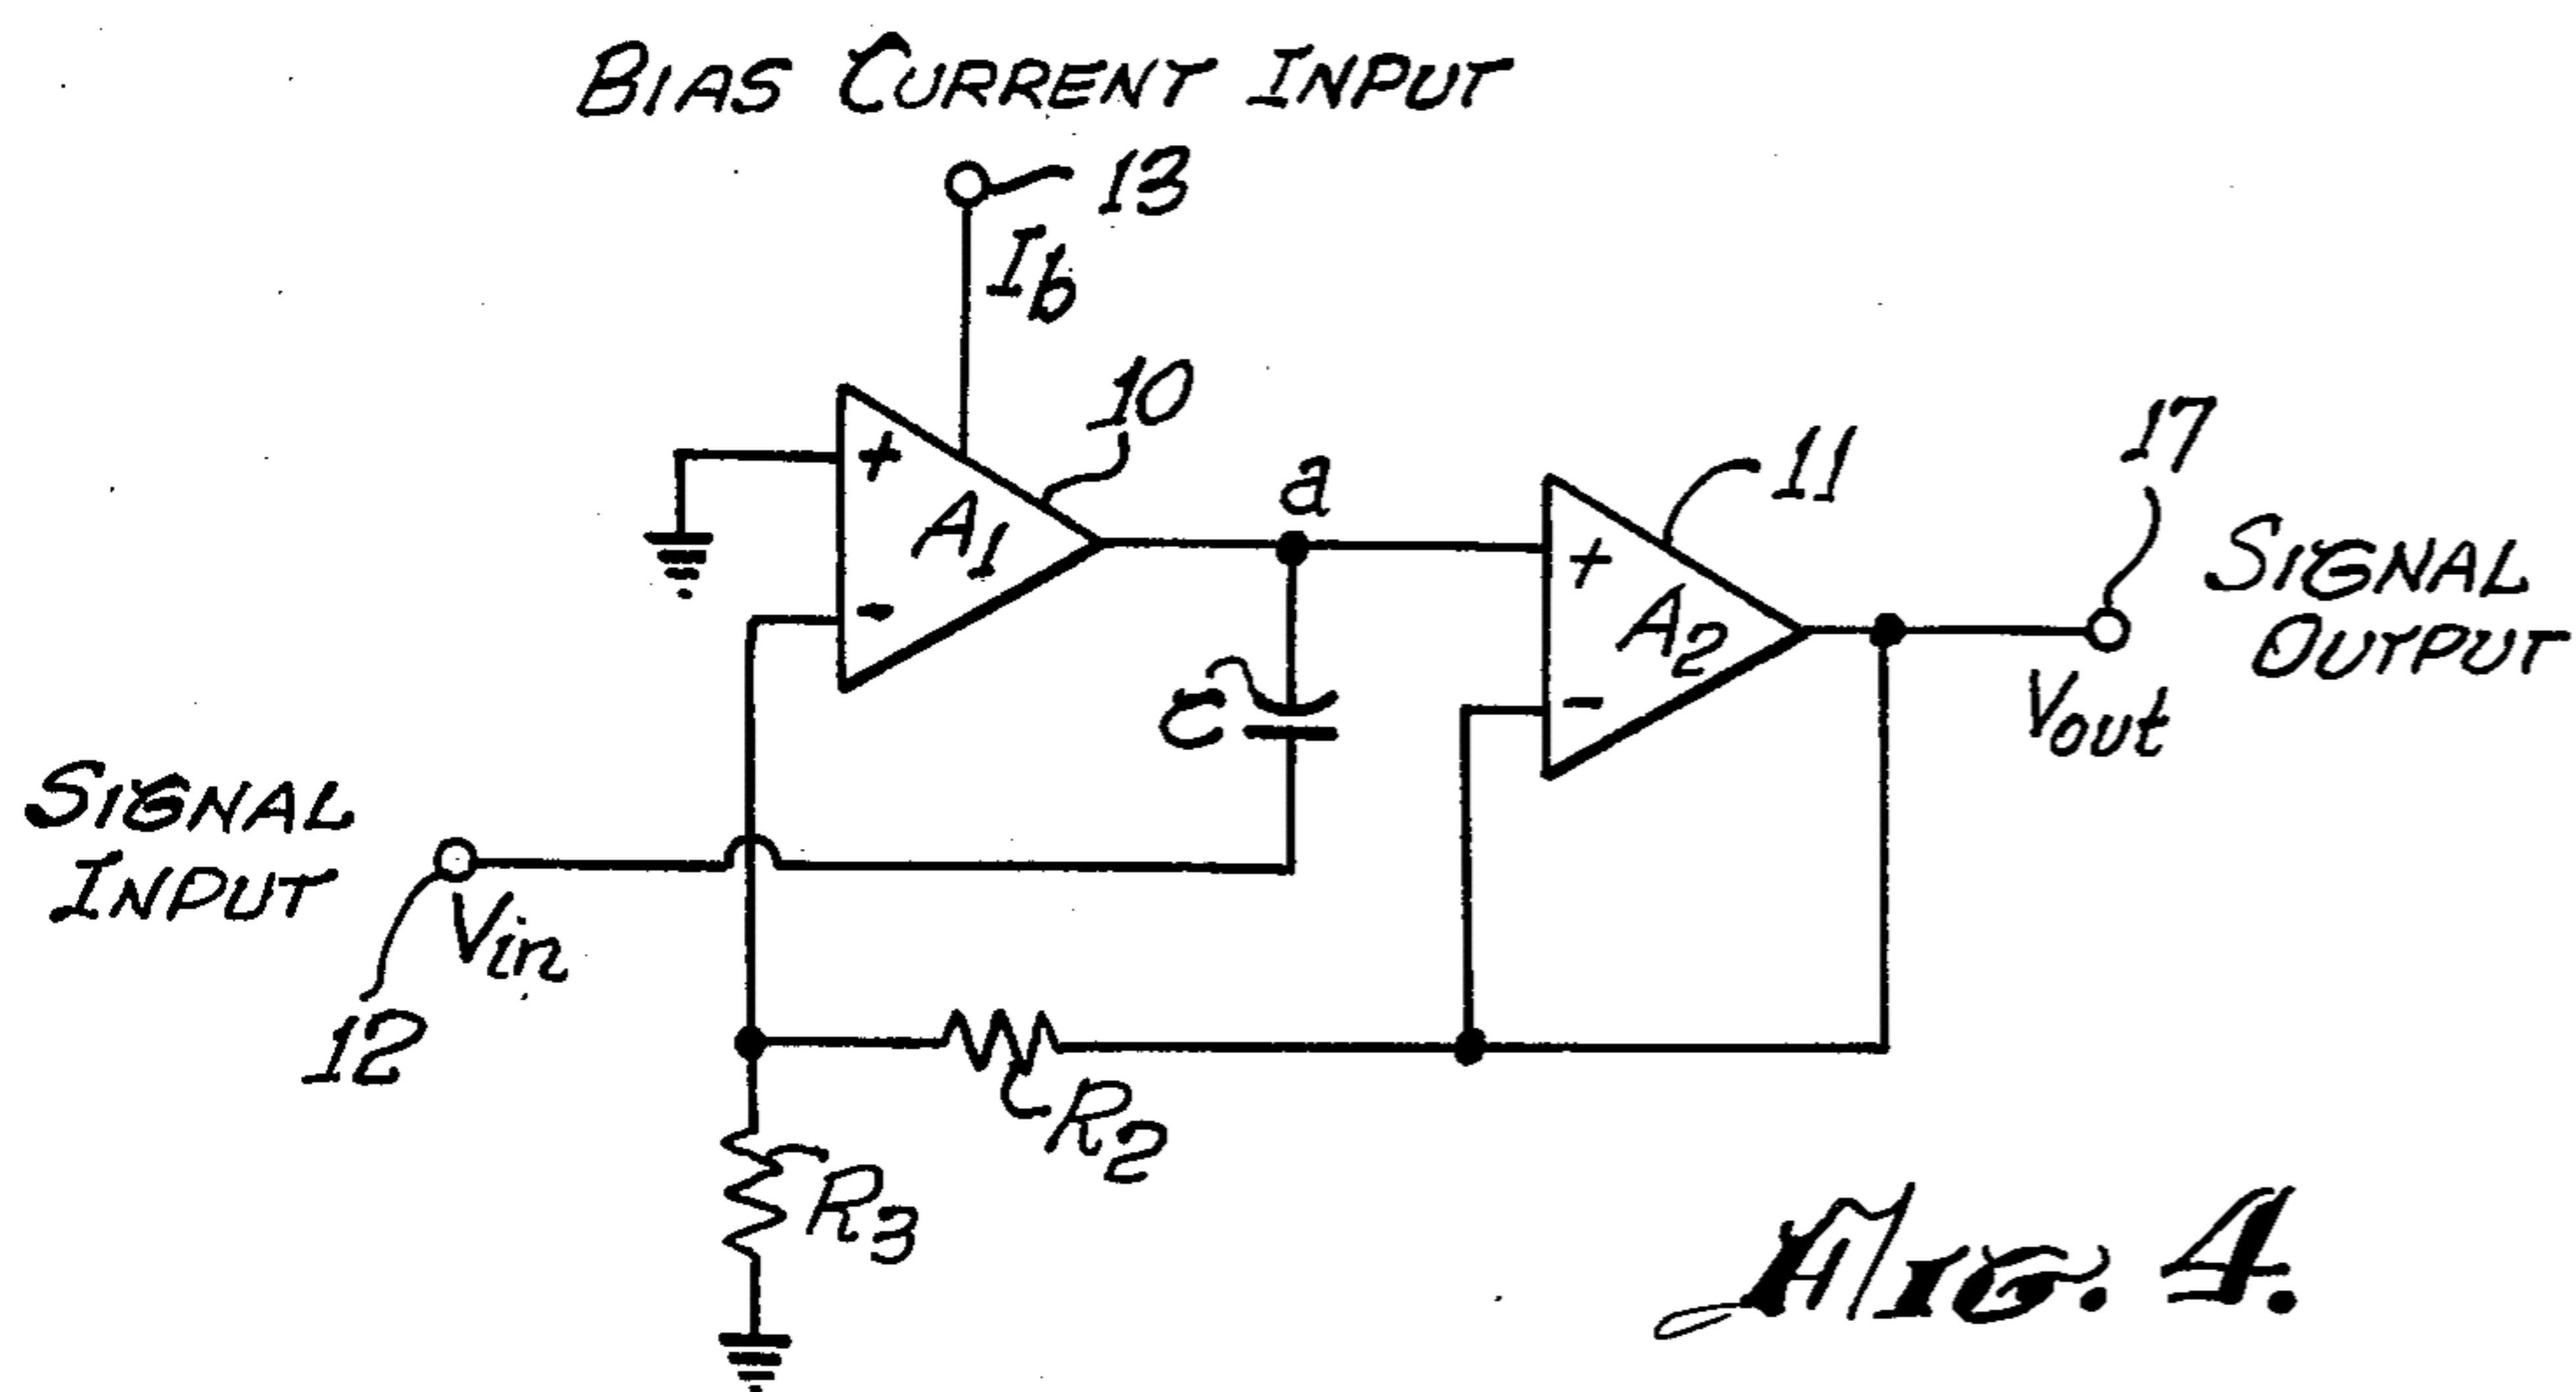 BIAS CURRENT INPUT
13
Ib
10
+
A1
-
a
11
17
+
A2
-
SIGNAL
OUTPUT
Vout
C
SIGNAL
INPUT
Vin
12
R2
R3
FIG. 4.